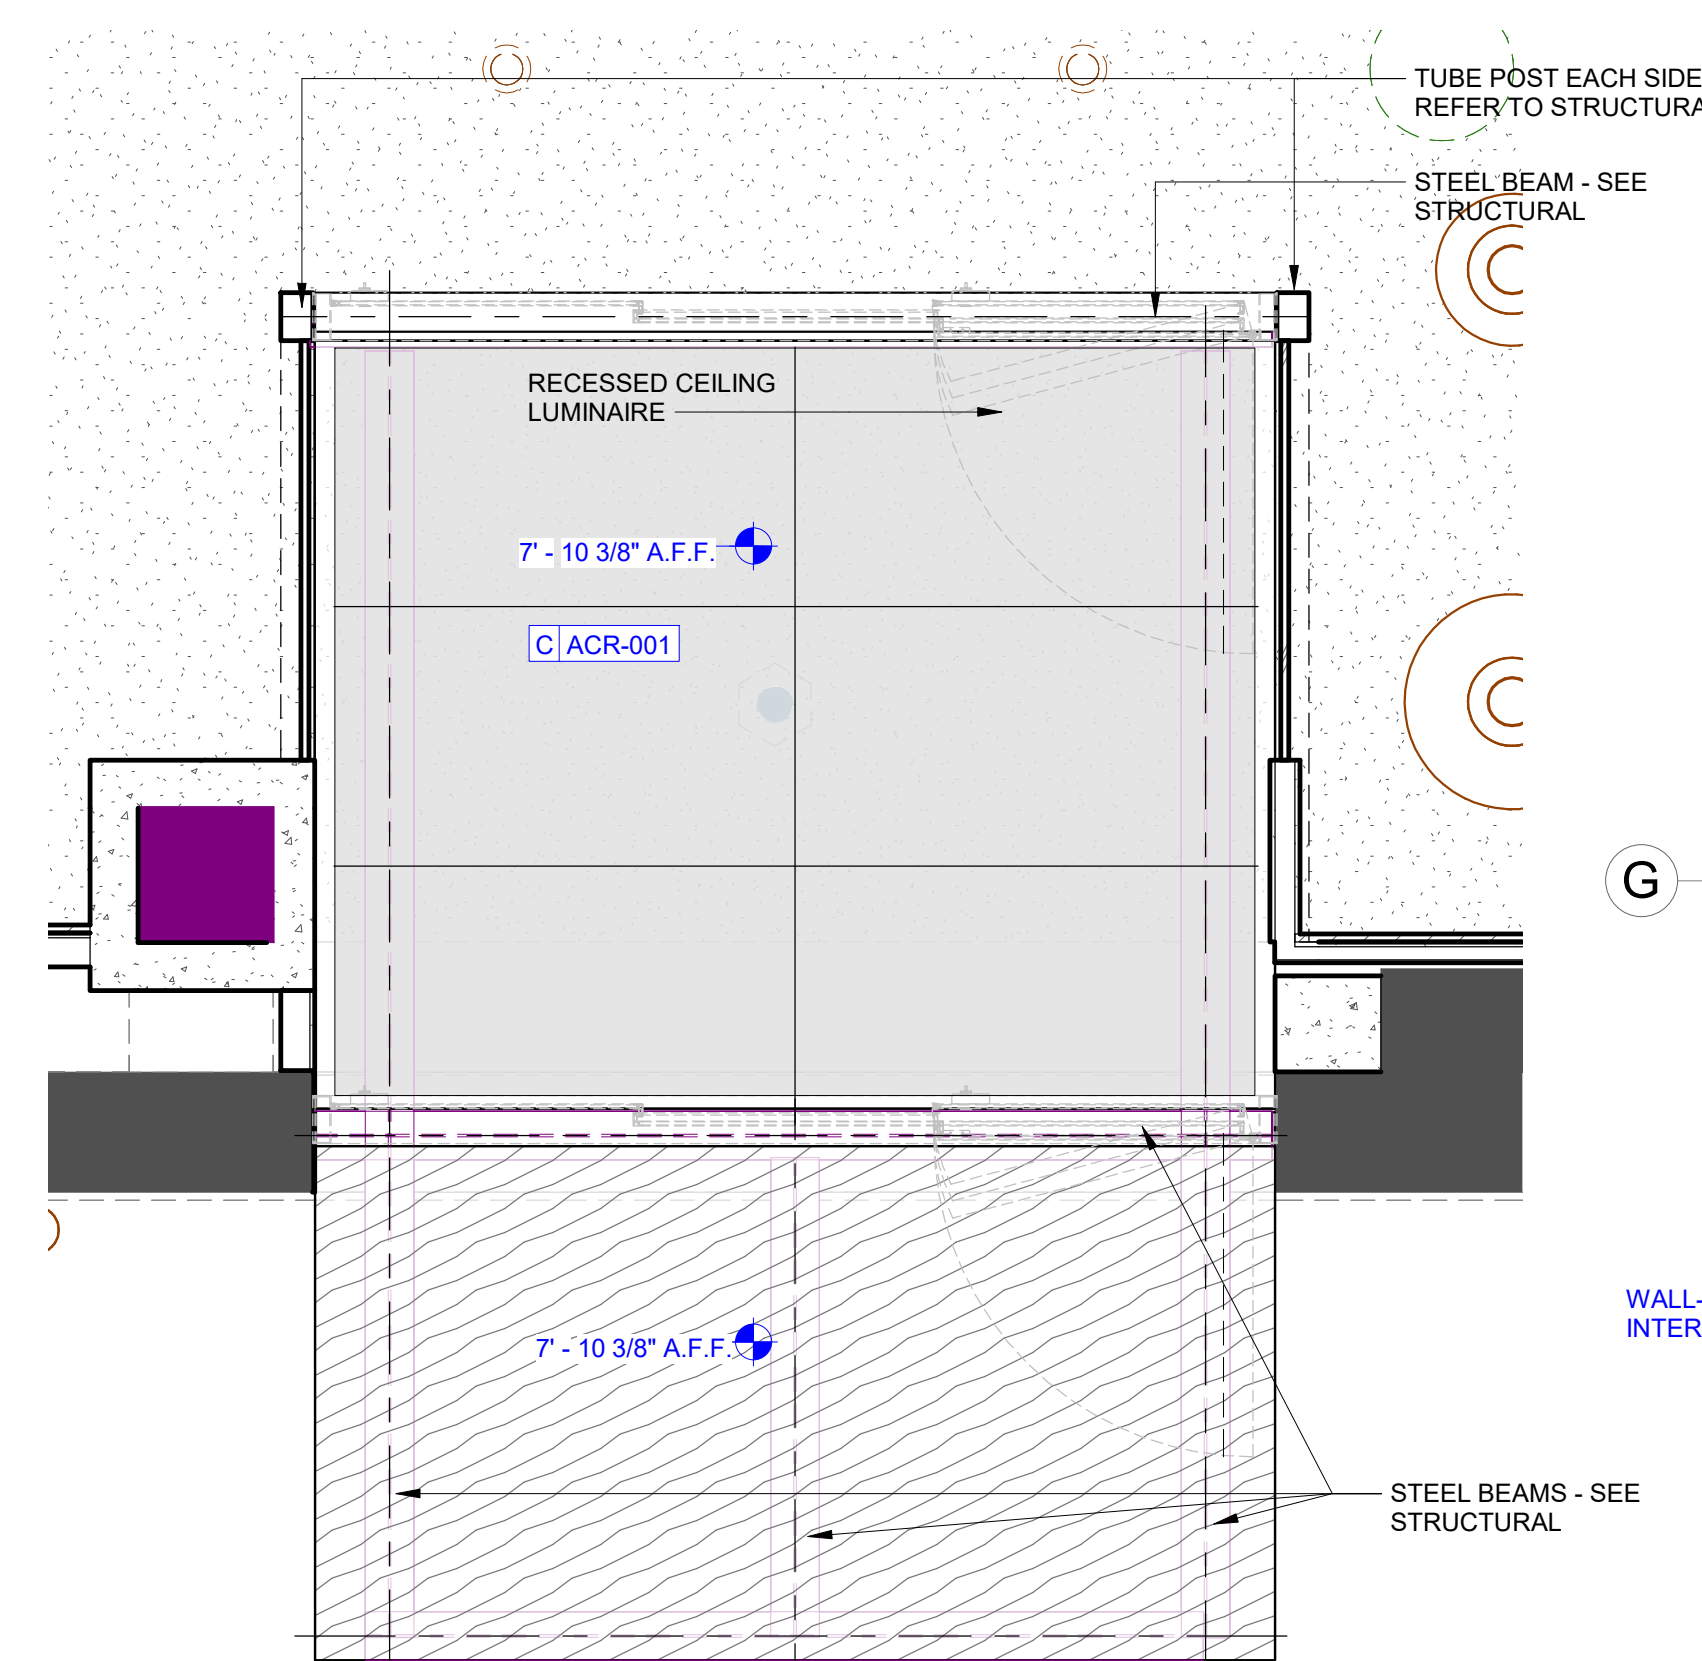 TUBE POST EACH SIDE
REFER TO STRUCTURA
STEEL BEAM - SEE
STRUCTURAL
RECESSED CEILING
LUMINAIRE
7' - 10 3/8" A.F.F.
C ACR-001
G
WALL-
INTER
7' - 10 3/8" A.F.F.
STEEL BEAMS - SEE
STRUCTURAL